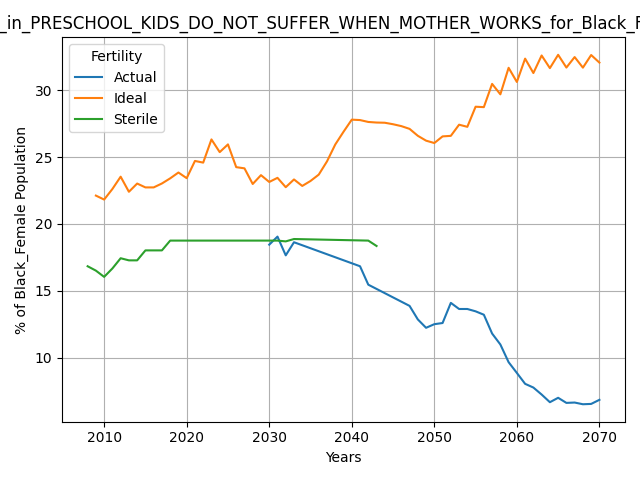 _in_PRESCHOOL_KIDS_DO_NOT_SUFFER_WHEN_MOTHER_WORKS_for_Black_F
Fertility
Actual
Ideal
Sterile
% of Black_Female Population
30
25
20
15
10
2010 2020 2030 2040 2050 2060 2070
Years